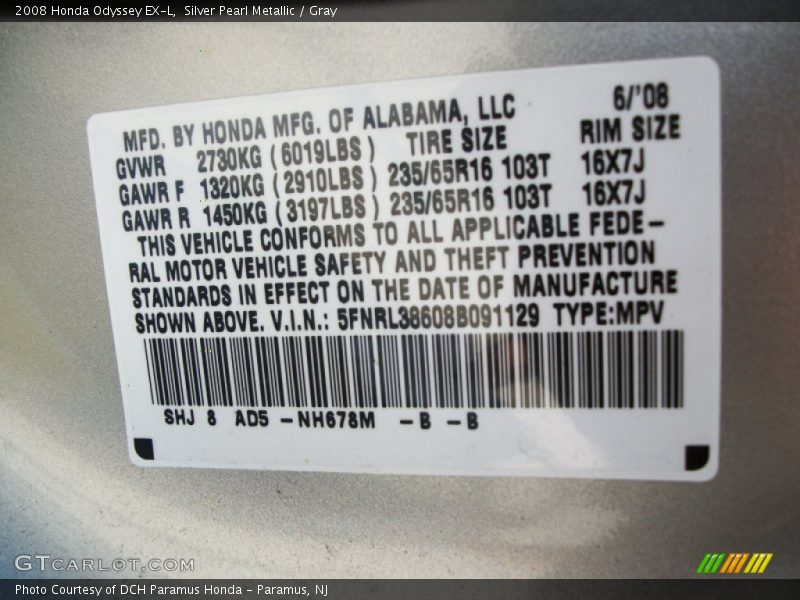 2008 Honda Odyssey EX-L, Silver Pearl Metallic / Gray
MFD. BY HONDA MFG. OF ALABAMA, LLC 6/'08
GVWR 2730KG (6019LBS) TIRE SIZE RIM SIZE
GAWR F 1320KG (2910LBS) 235/65R16 103T 16X7J
GAWR R 1450KG (3197LBS) 235/65R16 103T 16X7J
THIS VEHICLE CONFORMS TO ALL APPLICABLE FEDE-
RAL MOTOR VEHICLE SAFETY AND THEFT PREVENTION
STANDARDS IN EFFECT ON THE DATE OF MANUFACTURE
SHOWN ABOVE. V.I.N.: 5FNRL38608B091129 TYPE:MPV
SHJ 8 AD5 -NH678M -B -B
GTCARLOT.COM
Photo Courtesy of DCH Paramus Honda - Paramus, NJ